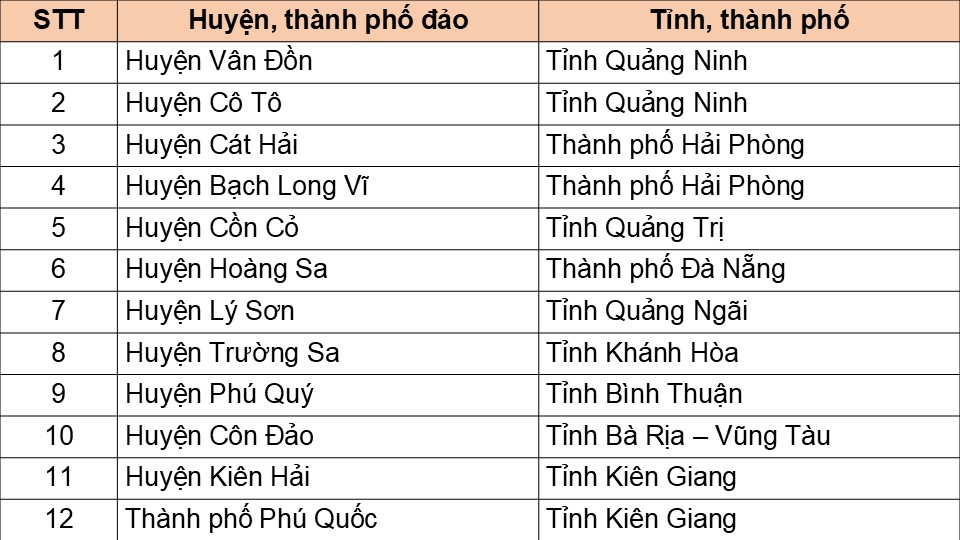 STT Huyện, thành phố đảo Tỉnh, thành phố
1 Huyện Vân Đồn Tỉnh Quảng Ninh
2 Huyện Cô Tô Tỉnh Quảng Ninh
3 Huyện Cát Hải Thành phố Hải Phòng
4 Huyện Bạch Long Vĩ Thành phố Hải Phòng
5 Huyện Cồn Cỏ Tỉnh Quảng Trị
6 Huyện Hoàng Sa Thành phố Đà Nẵng
7 Huyện Lý Sơn Tỉnh Quảng Ngãi
8 Huyện Trường Sa Tỉnh Khánh Hòa
9 Huyện Phú Quý Tỉnh Bình Thuận
10 Huyện Côn Đảo Tỉnh Bà Rịa – Vũng Tàu
11 Huyện Kiên Hải Tỉnh Kiên Giang
12 Thành phố Phú Quốc Tỉnh Kiên Giang